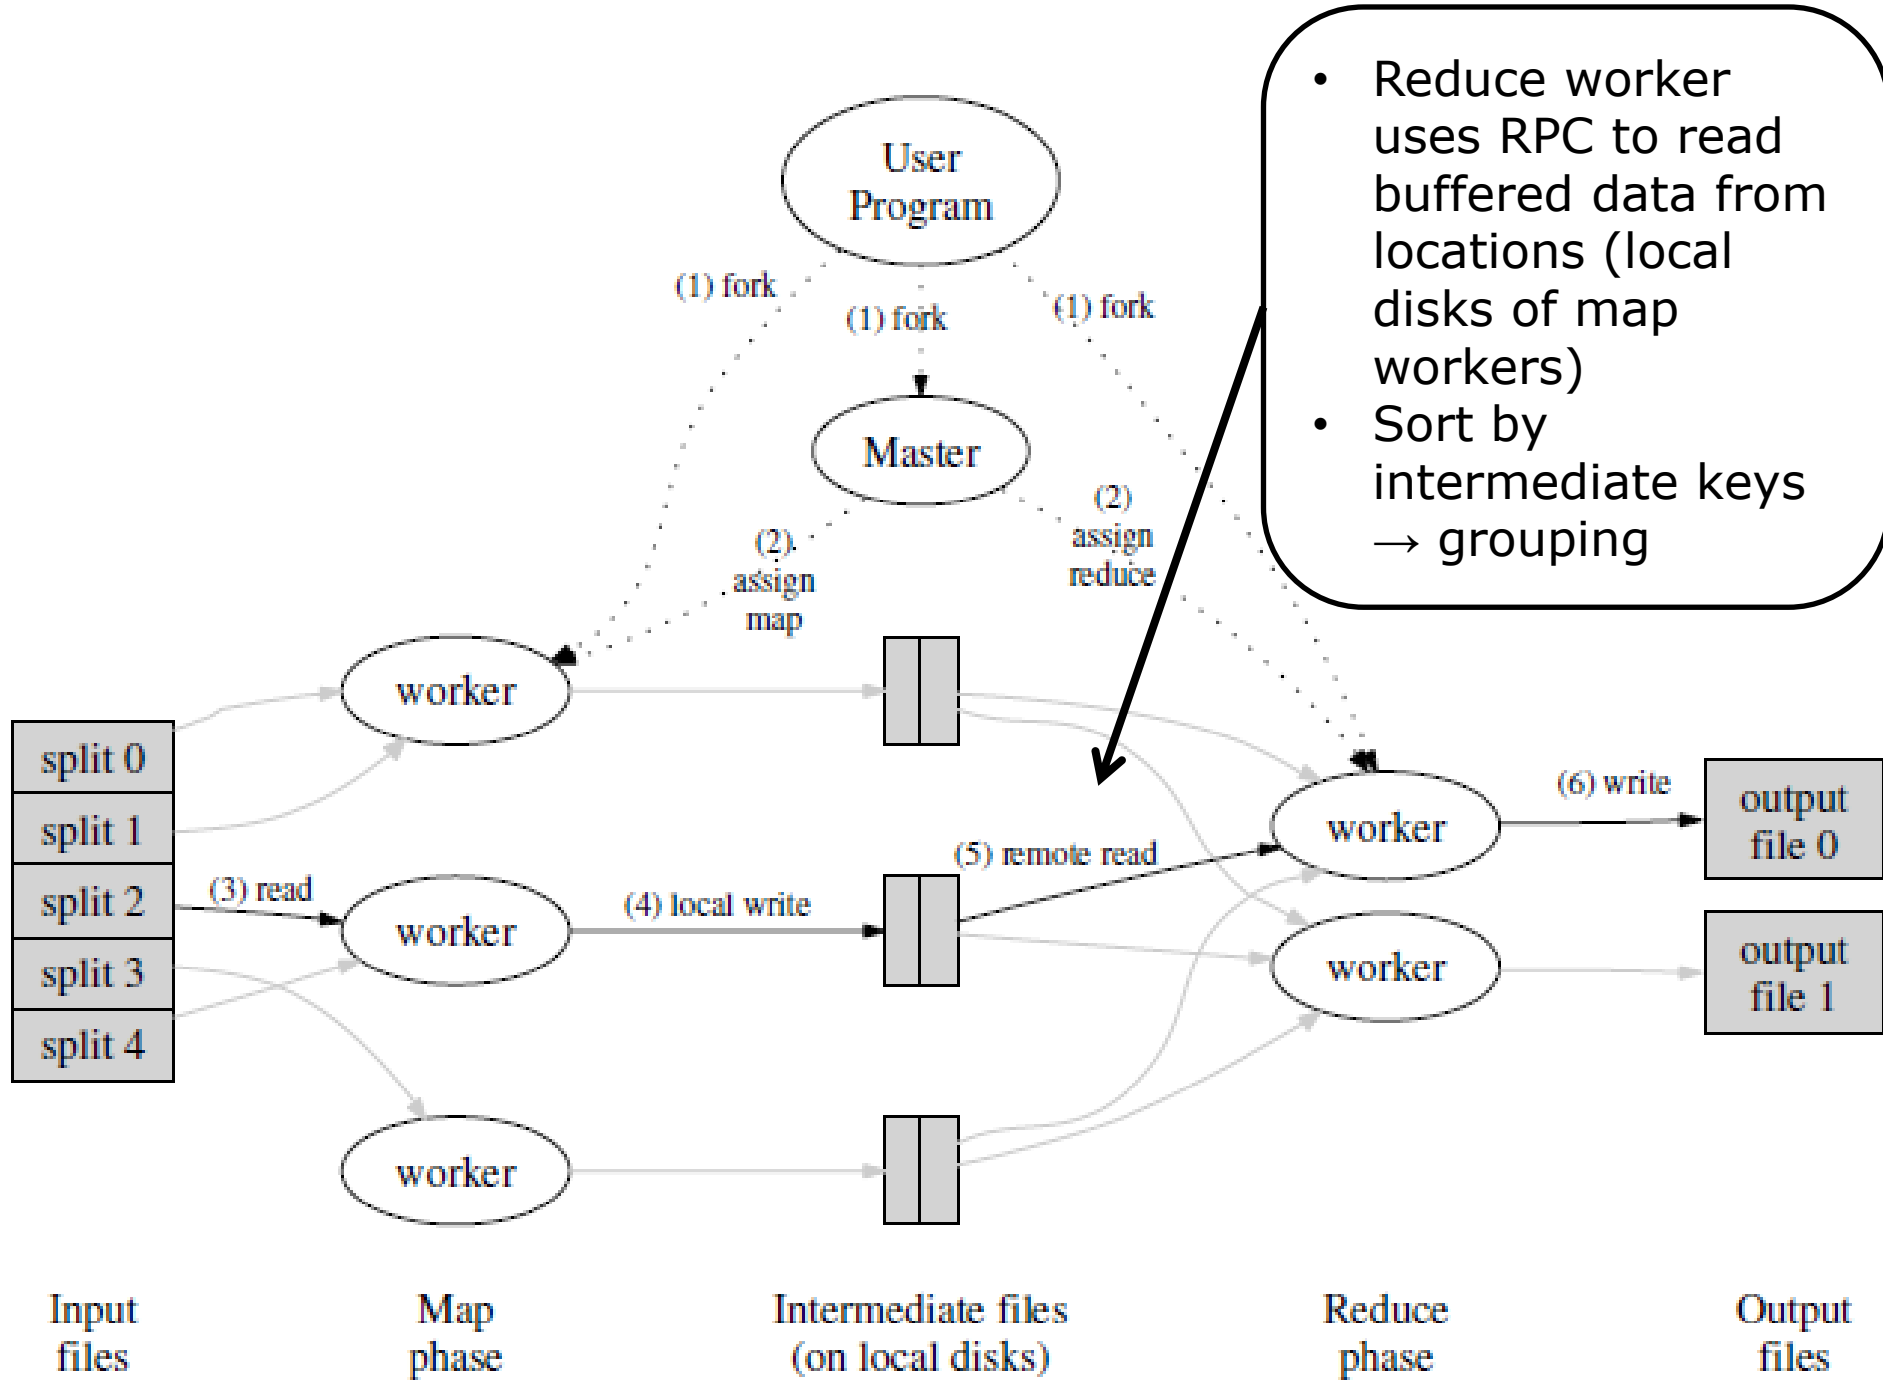 • Reduce worker
uses RPC to read
buffered data from
locations (local
disks of map
workers)
• Sort by
intermediate keys
→ grouping
User
Program
(1) fork
(1) fork
(1) fork
Master
(2)
assign
map
(2)
assign
reduce
split 0
split 1
split 2
split 3
split 4
(3) read
worker
worker
worker
(4) local write
(5) remote read
worker
worker
(6) write
output
file 0
output
file 1
Input
files
Map
phase
Intermediate files
(on local disks)
Reduce
phase
Output
files